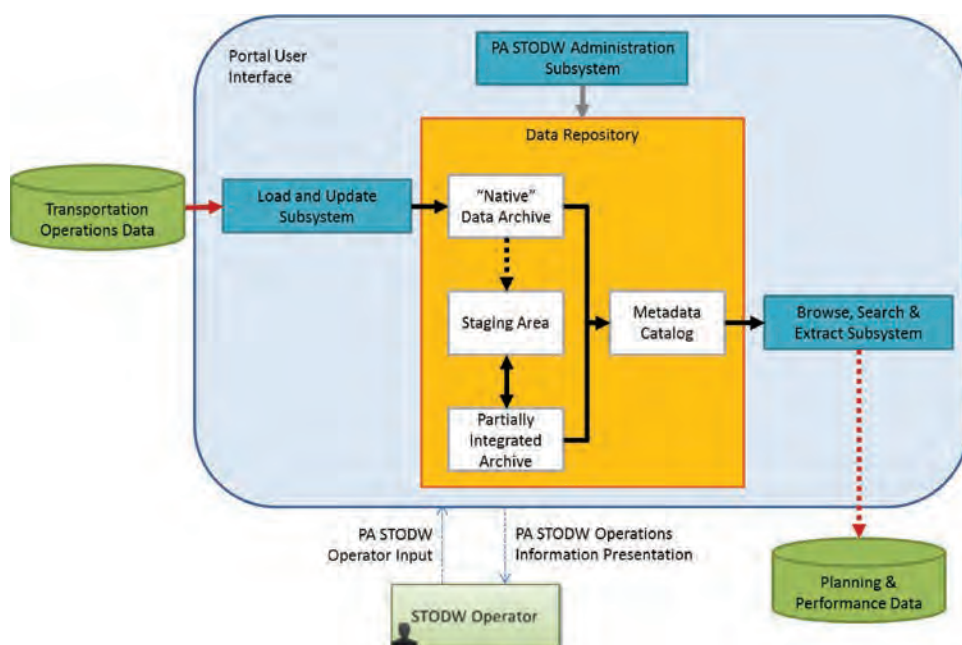 Portal User
Interface
PA STODW Administration
Subsystem
Data Repository
Transportation
Operations Data
Load and Update
Subsystem
“Native”
Data Archive
Staging Area
Metadata
Catalog
Browse, Search &
Extract Subsystem
Partially
Integrated
Archive
PA STODW
Operator Input
PA STODW Operations
Information Presentation
STODW Operator
Planning &
Performance Data